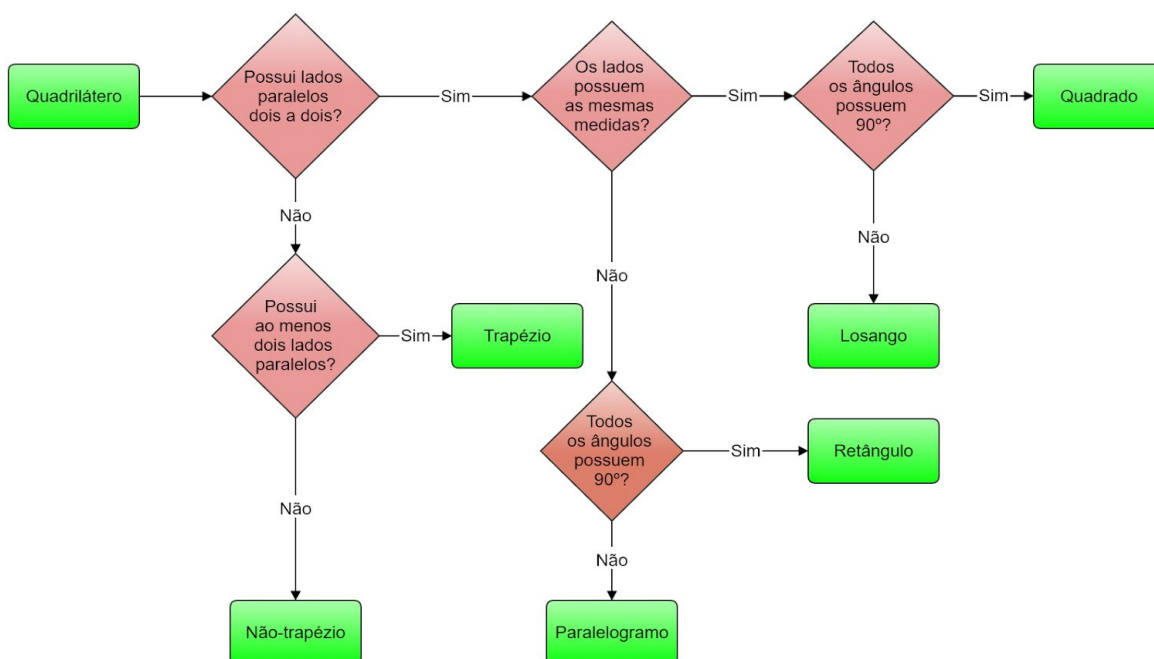 Quadrilátero
Possui lados
paralelos
dois a dois?
Sim
Os lados
possuem
as mesmas
medidas?
Sim
Todos
os ângulos
possuem
90º?
Sim
Quadrado
Não
Não
Não
Possui
ao menos
dois lados
paralelos?
Sim
Trapézio
Losango
Todos
os ângulos
possuem
90º?
Sim
Retângulo
Não
Não
Não-trapézio
Paralelogramo